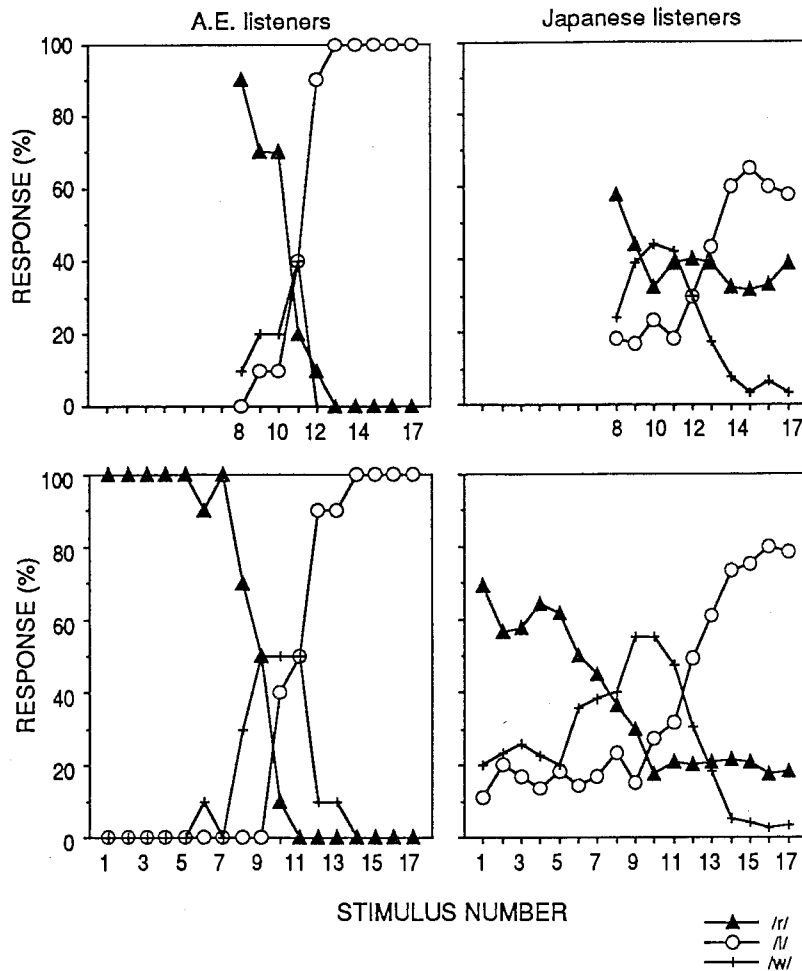 A.E. listeners Japanese listeners
RESPONSE (%)
100
80
60
40
20
0
8 10 12 14 17
8 10 12 14 17
RESPONSE (%)
100
80
60
40
20
0
1 3 5 7 9 11 13 15 17
1 3 5 7 9 11 13 15 17
STIMULUS NUMBER
/r/
/l/
/w/